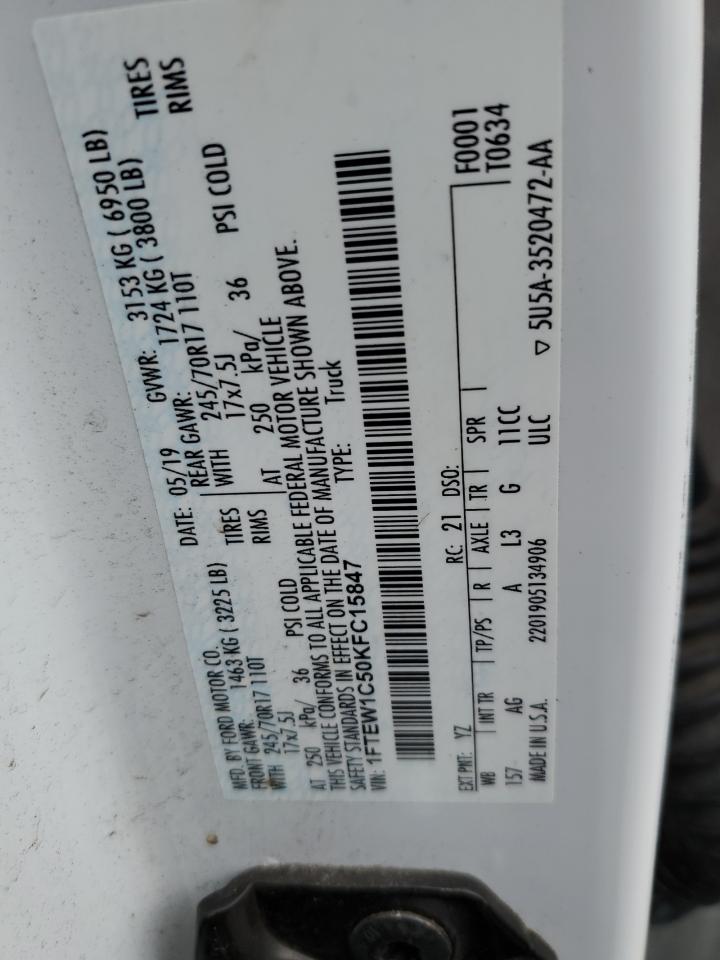 MFD. BY FORD MOTOR CO.
DATE: 05/19 GVWR: 3153 KG ( 6950 LB)
FRONT GAWR: 1463 KG ( 3225 LB) REAR GAWR: 1724 KG ( 3800 LB)
WITH 245/70R17 110T TIRES WITH 245/70R17 110T TIRES
17x7.5J RIMS 17x7.5J RIMS
AT 250 kPa/ 36 PSI COLD AT 250 kPa/ 36 PSI COLD
THIS VEHICLE CONFORMS TO ALL APPLICABLE FEDERAL MOTOR VEHICLE
SAFETY STANDARDS IN EFFECT ON THE DATE OF MANUFACTURE SHOWN ABOVE.
VIN: 1FTEW1C50KFC15847 TYPE: Truck
EXT PNT: YZ RC: 21 DSO: F0001
WB INT TR TP/PS R AXLE TR SPR T0634
157 AG A L3 G 11CC
MADE IN U.S.A. 2201905134906 ULC ▽ 5U5A-3520472-AA